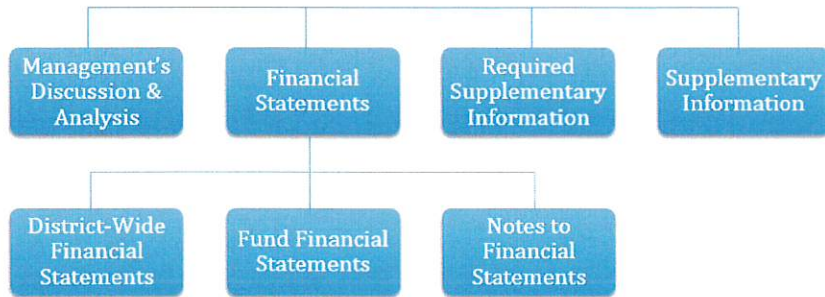 Management's
Discussion &
Analysis
Financial
Statements
Required
Supplementary
Information
Supplementary
Information
District-Wide
Financial
Statements
Fund Financial
Statements
Notes to
Financial
Statements